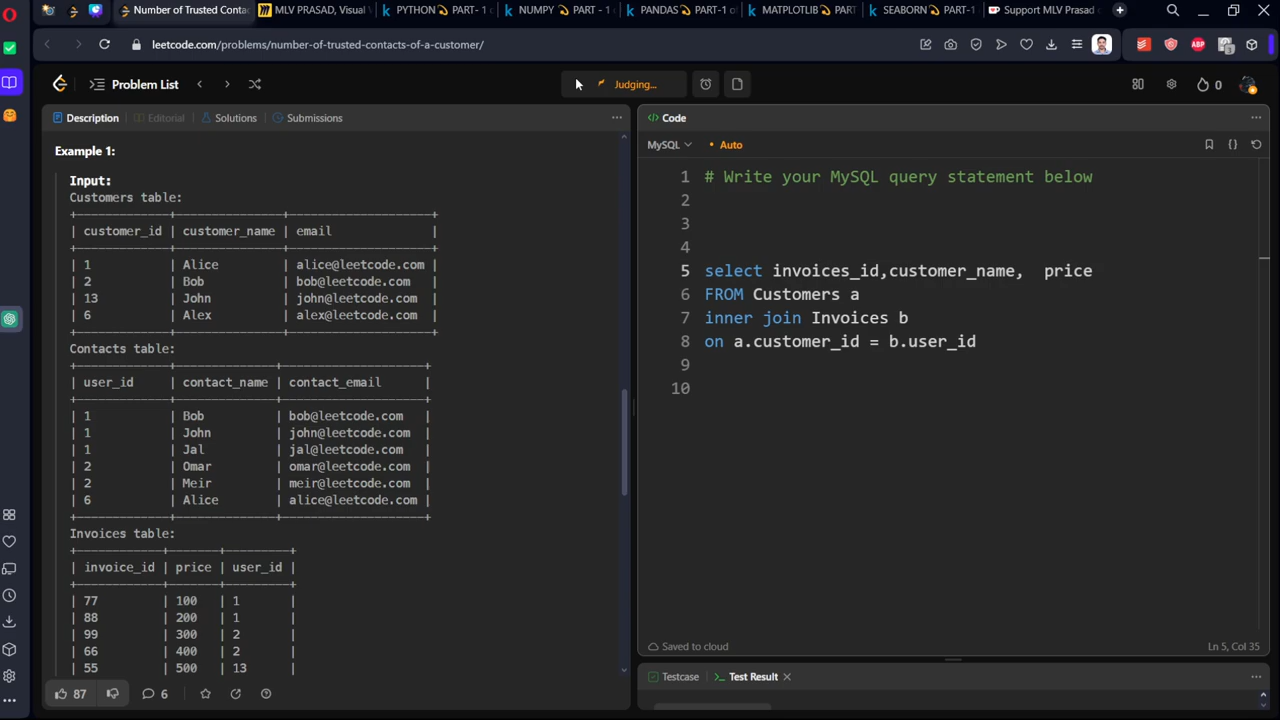 Number of Trusted Conta
MLV PRASAD, Visual
PYTHON PART- 1
NUMPY PART - 1
PANDAS PART-1 of
MATPLOTLIB PART
SEABORN PART-1
Support MLV Prasad
leetcode.com/problems/number-of-trusted-contacts-of-a-customer/
ABP
Problem List
Judging...
0
Description
Editorial
Solutions
Submissions
Code
MySQL
Auto
Example 1:
Input:
Customers table:
| customer_id | customer_name | email |
| 1 | Alice | alice@leetcode.com |
| 2 | Bob | bob@leetcode.com |
| 13 | John | john@leetcode.com |
| 6 | Alex | alex@leetcode.com |
Contacts table:
| user_id | contact_name | contact_email |
| 1 | Bob | bob@leetcode.com |
| 1 | John | john@leetcode.com |
| 1 | Jal | jal@leetcode.com |
| 2 | Omar | omar@leetcode.com |
| 2 | Meir | meir@leetcode.com |
| 6 | Alice | alice@leetcode.com |
Invoices table:
| invoice_id | price | user_id |
| 77 | 100 | 1 |
| 88 | 200 | 1 |
| 99 | 300 | 2 |
| 66 | 400 | 2 |
| 55 | 500 | 13 |
87
6
1 # Write your MySQL query statement below
2
3
4
5 select invoices_id,customer_name, price
6 FROM Customers a
7 inner join Invoices b
8 on a.customer_id = b.user_id
9
10
Saved to cloud
Ln 5, Col 35
Testcase
Test Result